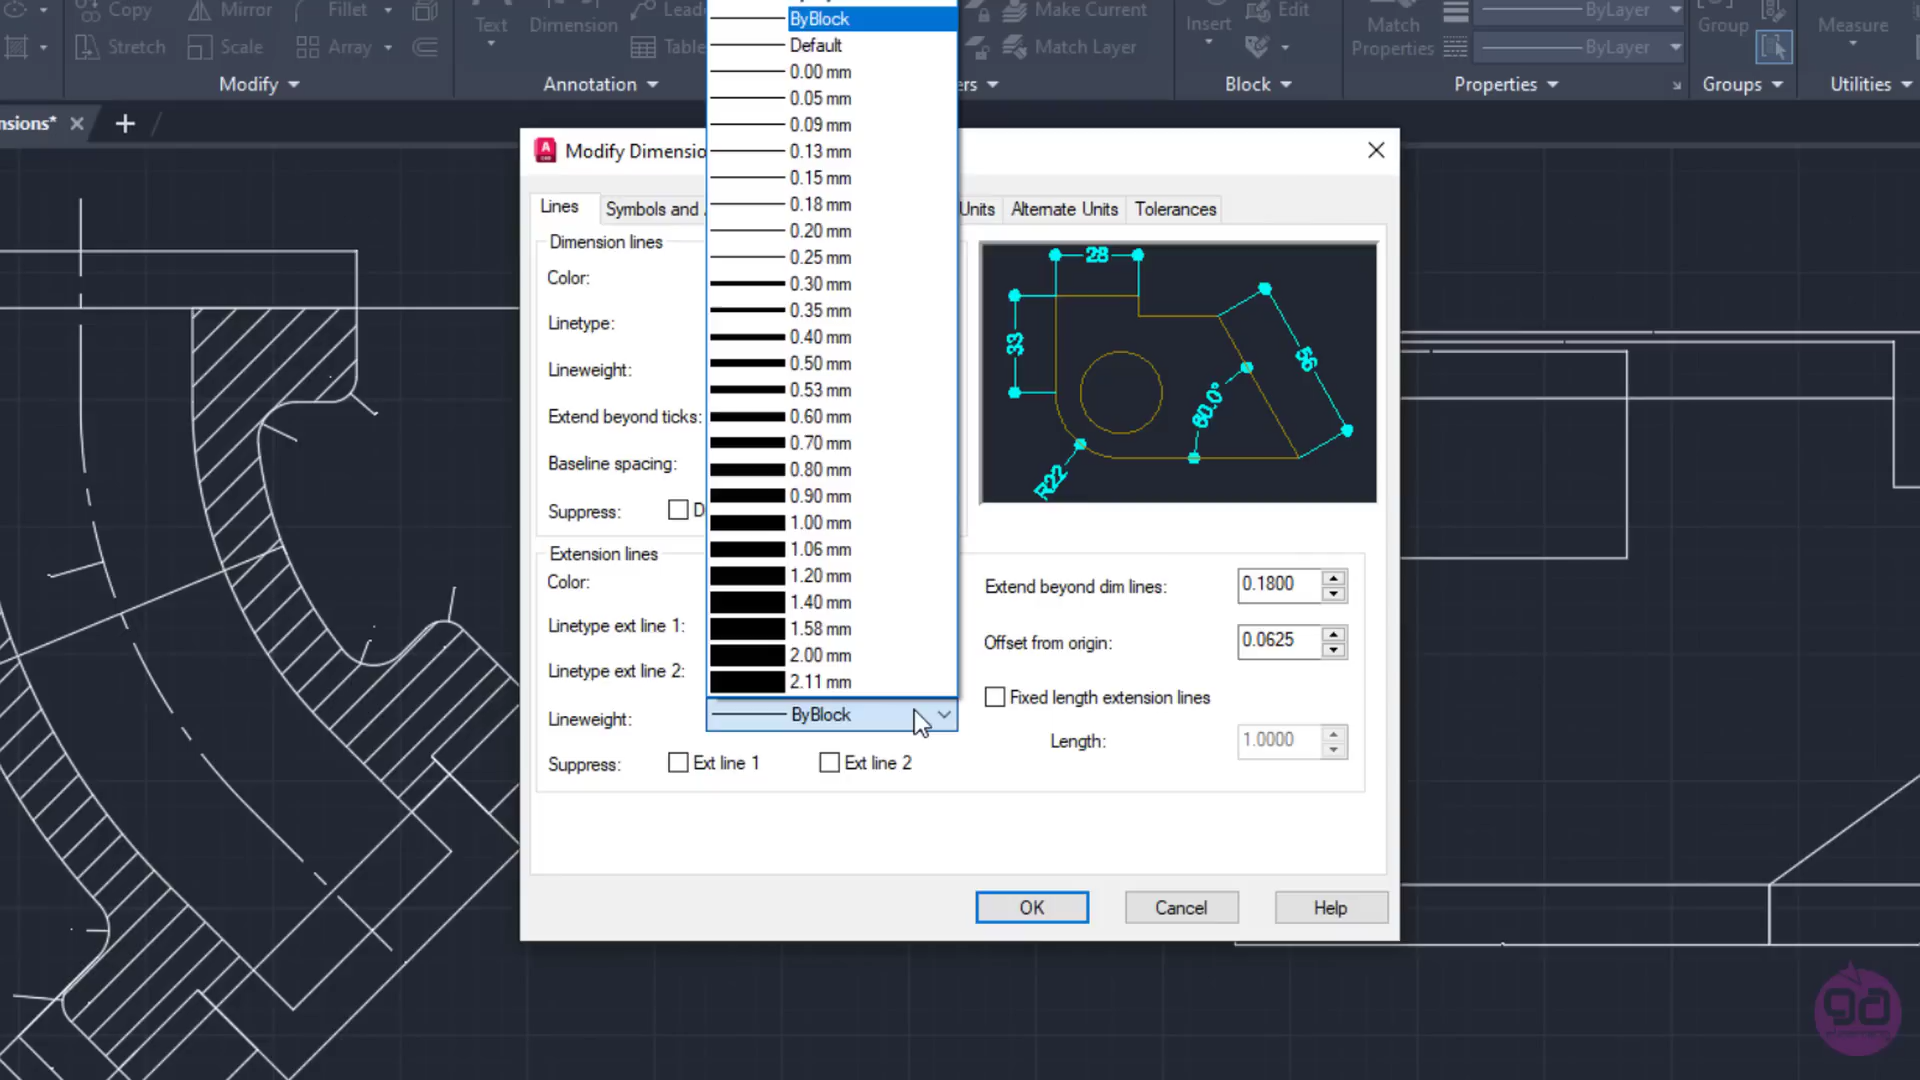 Copy Mirror Fillet
Text Dimension Leade
Make Current
Insert Edit
Match Properties
ByLayer
Group
Measure
Stretch Scale Array
Table
Match Layer
ByLayer
Modify
Annotation
ers
Block
Properties
Groups
Utilities
nsions*
ByBlock
Default
0.00 mm
0.05 mm
0.09 mm
0.13 mm
0.15 mm
0.18 mm
0.20 mm
0.25 mm
0.30 mm
0.35 mm
0.40 mm
0.50 mm
0.53 mm
0.60 mm
0.70 mm
0.80 mm
0.90 mm
1.00 mm
1.06 mm
1.20 mm
1.40 mm
1.58 mm
2.00 mm
2.11 mm
ByBlock
Modify Dimensio
Lines Symbols and Units Alternate Units Tolerances
Dimension lines
Color:
Linetype:
Lineweight:
Extend beyond ticks:
Baseline spacing:
Suppress: D
28
33
56
60.0°
R22
Extension lines
Color:
Linetype ext line 1:
Linetype ext line 2:
Lineweight:
Suppress: Ext line 1 Ext line 2
Extend beyond dim lines: 0.1800
Offset from origin: 0.0625
Fixed length extension lines
Length: 1.0000
OK Cancel Help
ga